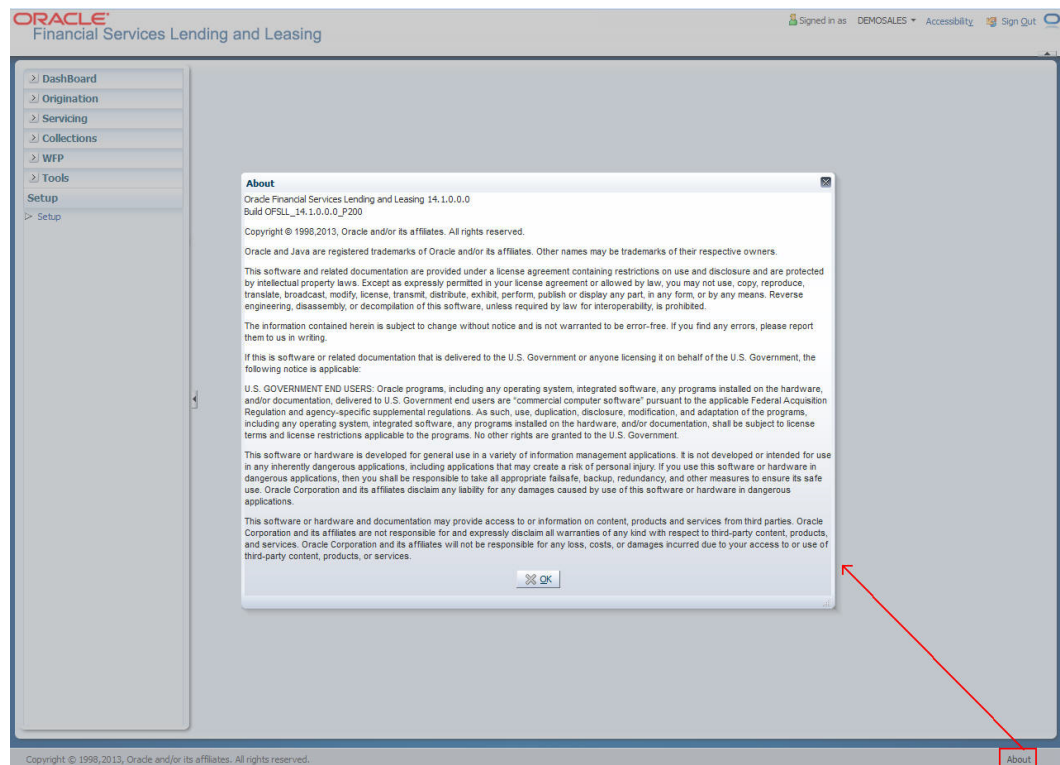 ORACLE
Financial Services Lending and Leasing
Signed in as DEMOSALES Accessibility Sign Out
DashBoard
Origination
Servicing
Collections
WFP
Tools
Setup
Setup
About
Oracle Financial Services Lending and Leasing 14.1.0.0.0
Build OFSLL_14.1.0.0.0_P200
Copyright © 1998,2013, Oracle and/or its affiliates. All rights reserved.
Oracle and Java are registered trademarks of Oracle and/or its affiliates. Other names may be trademarks of their respective owners.
This software and related documentation are provided under a license agreement containing restrictions on use and disclosure and are protected
by intellectual property laws. Except as expressly permitted in your license agreement or allowed by law, you may not use, copy, reproduce,
translate, broadcast, modify, license, transmit, distribute, exhibit, perform, publish or display any part, in any form, or by any means. Reverse
engineering, disassembly, or decompilation of this software, unless required by law for interoperability, is prohibited.
The information contained herein is subject to change without notice and is not warranted to be error-free. If you find any errors, please report
them to us in writing.
If this is software or related documentation that is delivered to the U.S. Government or anyone licensing it on behalf of the U.S. Government, the
following notice is applicable:
U.S. GOVERNMENT END USERS: Oracle programs, including any operating system, integrated software, any programs installed on the hardware,
and/or documentation, delivered to U.S. Government end users are "commercial computer software" pursuant to the applicable Federal Acquisition
Regulation and agency-specific supplemental regulations. As such, use, duplication, disclosure, modification, and adaptation of the programs,
including any operating system, integrated software, any programs installed on the hardware, and/or documentation, shall be subject to license
terms and license restrictions applicable to the programs. No other rights are granted to the U.S. Government.
This software or hardware is developed for general use in a variety of information management applications. It is not developed or intended for use
in any inherently dangerous applications, including applications that may create a risk of personal injury. If you use this software or hardware in
dangerous applications, then you shall be responsible to take all appropriate failsafe, backup, redundancy, and other measures to ensure its safe
use. Oracle Corporation and its affiliates disclaim any liability for any damages caused by use of this software or hardware in dangerous
applications.
This software or hardware and documentation may provide access to or information on content, products and services from third parties. Oracle
Corporation and its affiliates are not responsible for and expressly disclaim all warranties of any kind with respect to third-party content, products,
and services. Oracle Corporation and its affiliates will not be responsible for any loss, costs, or damages incurred due to your access to or use of
third-party content, products, or services.
OK
Copyright © 1998,2013, Oracle and/or its affiliates. All rights reserved.
About